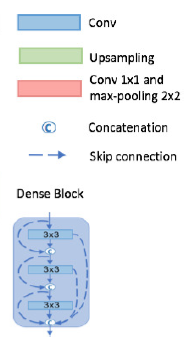 Conv
Upsampling
Conv 1x1 and
max-pooling 2x2
C
Concatenation
Skip connection
Dense Block
3x3
C
3x3
C
3x3
C